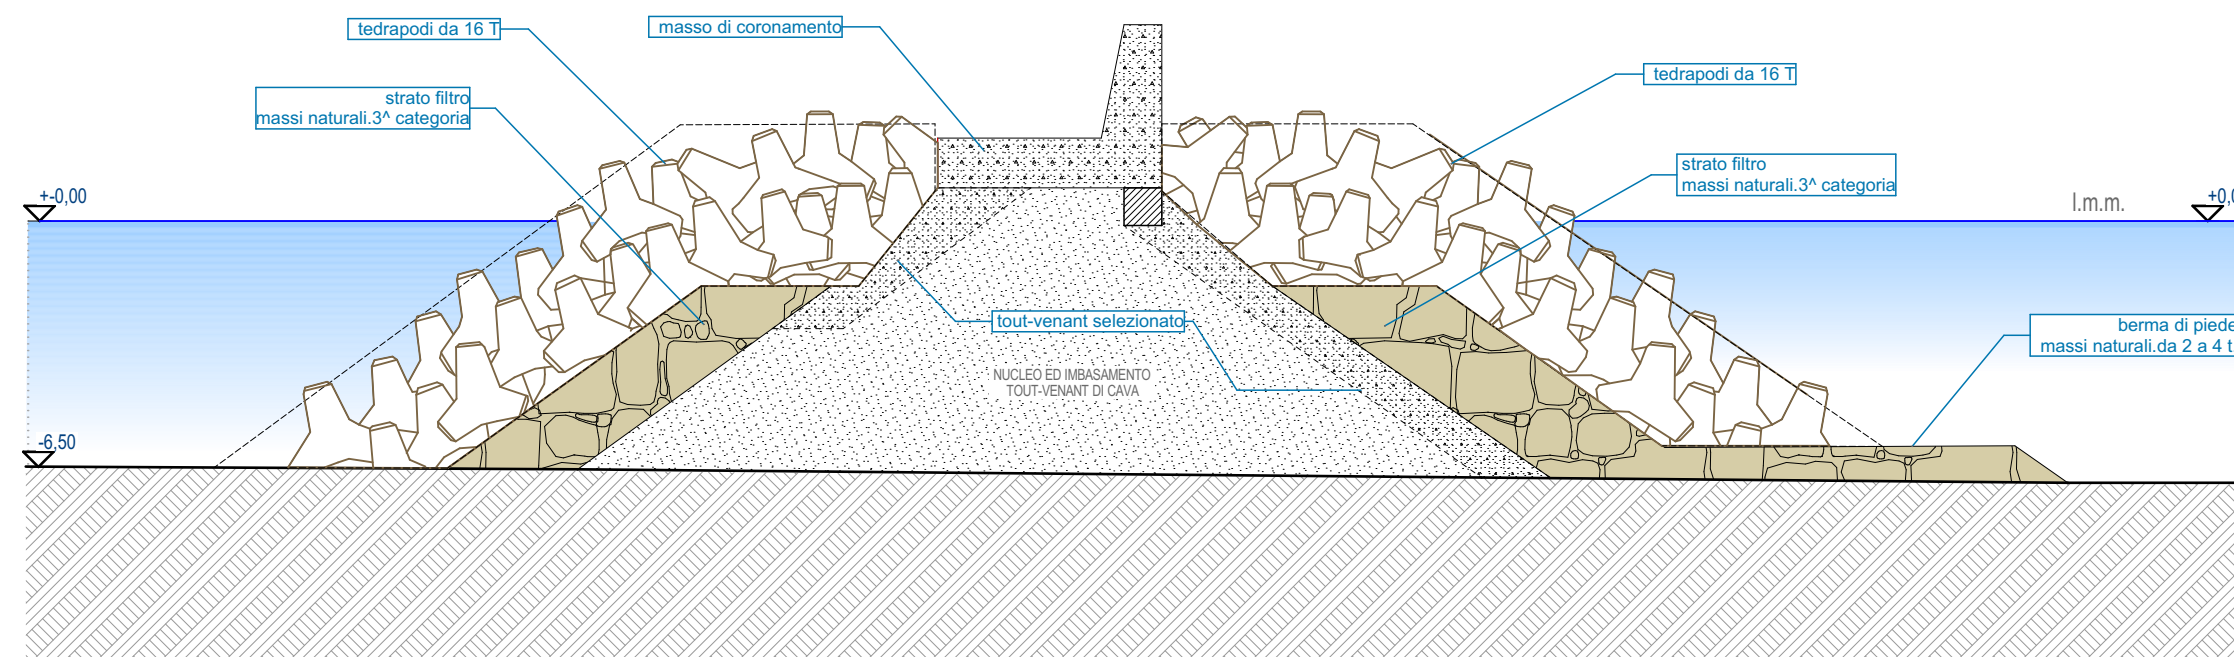 tedrapodi da 16 T
masso di coronamento
strato filtro
massi naturali.3^ categoria
tedrapodi da 16 T
strato filtro
massi naturali.3^ categoria
+-0,00
l.m.m.
+0,0
tout-venant selezionato
berma di piede
massi naturali.da 2 a 4 t
NUCLEO ED IMBASAMENTO
TOUT-VENANT DI CAVA
-6,50